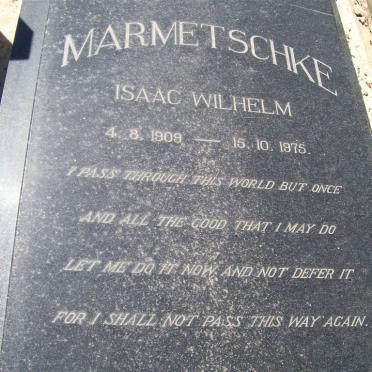 MARMETSCHKE
ISAAC WILHELM
4. 8. 1908 — 15. 10. 1975.
I PASS THROUGH THIS WORLD BUT ONCE
AND ALL THE GOOD THAT I MAY DO
LET ME DO IT NOW, AND NOT DEFER IT
FOR I SHALL NOT PASS THIS WAY AGAIN.